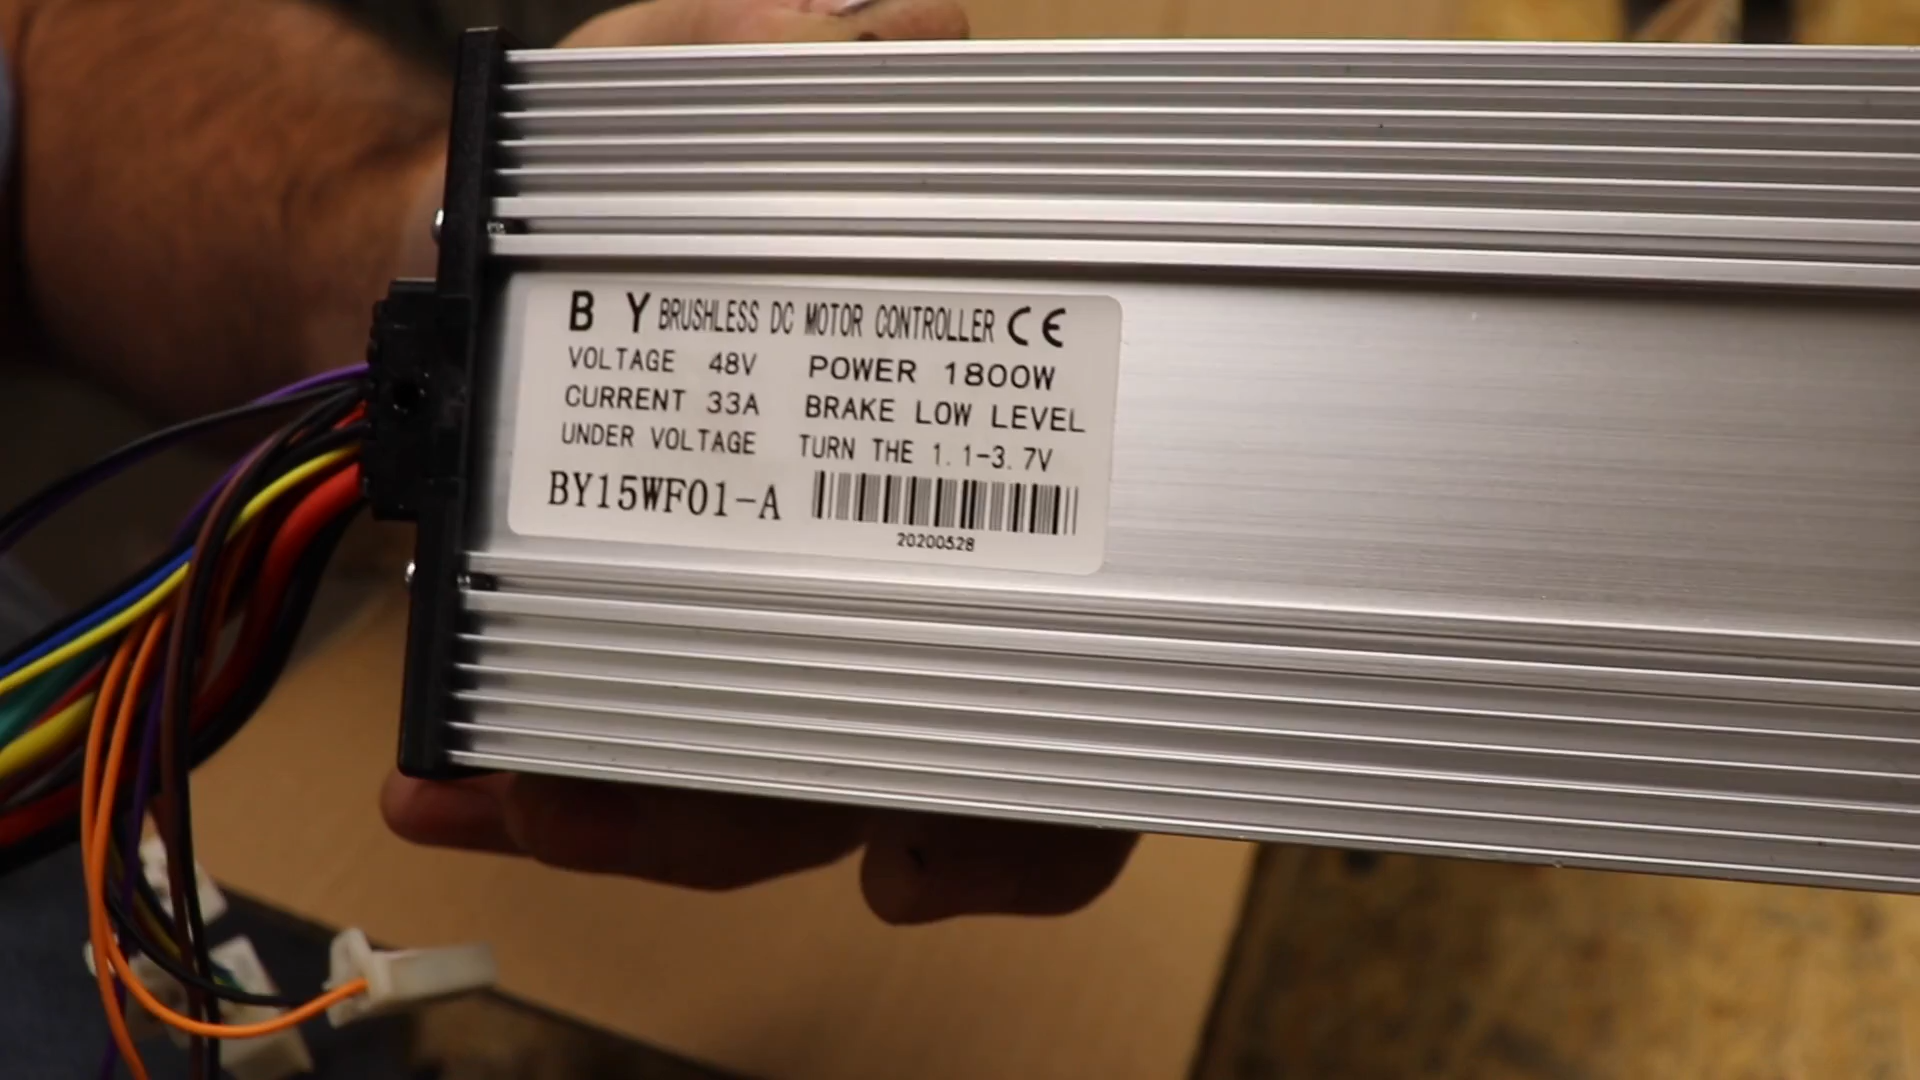 B Y BRUSHLESS DC MOTOR CONTROLLER CE
VOLTAGE 48V POWER 1800W
CURRENT 33A BRAKE LOW LEVEL
UNDER VOLTAGE TURN THE 1.1-3.7V
BY15WF01-A
20200528